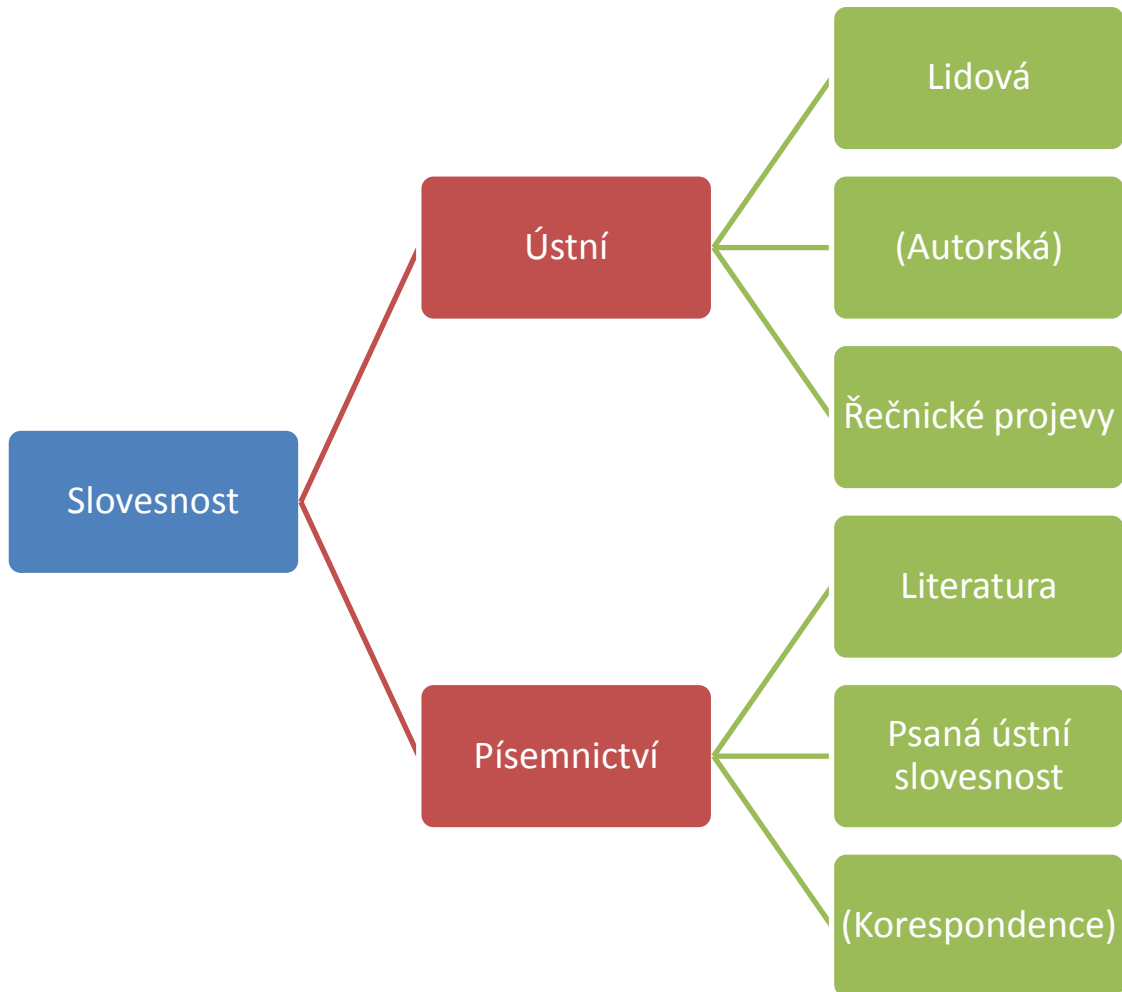 Lidová
Ústní
(Autorská)
Řečnické projevy
Slovesnost
Literatura
Písemnictví
Psaná ústní
slovesnost
(Korespondence)